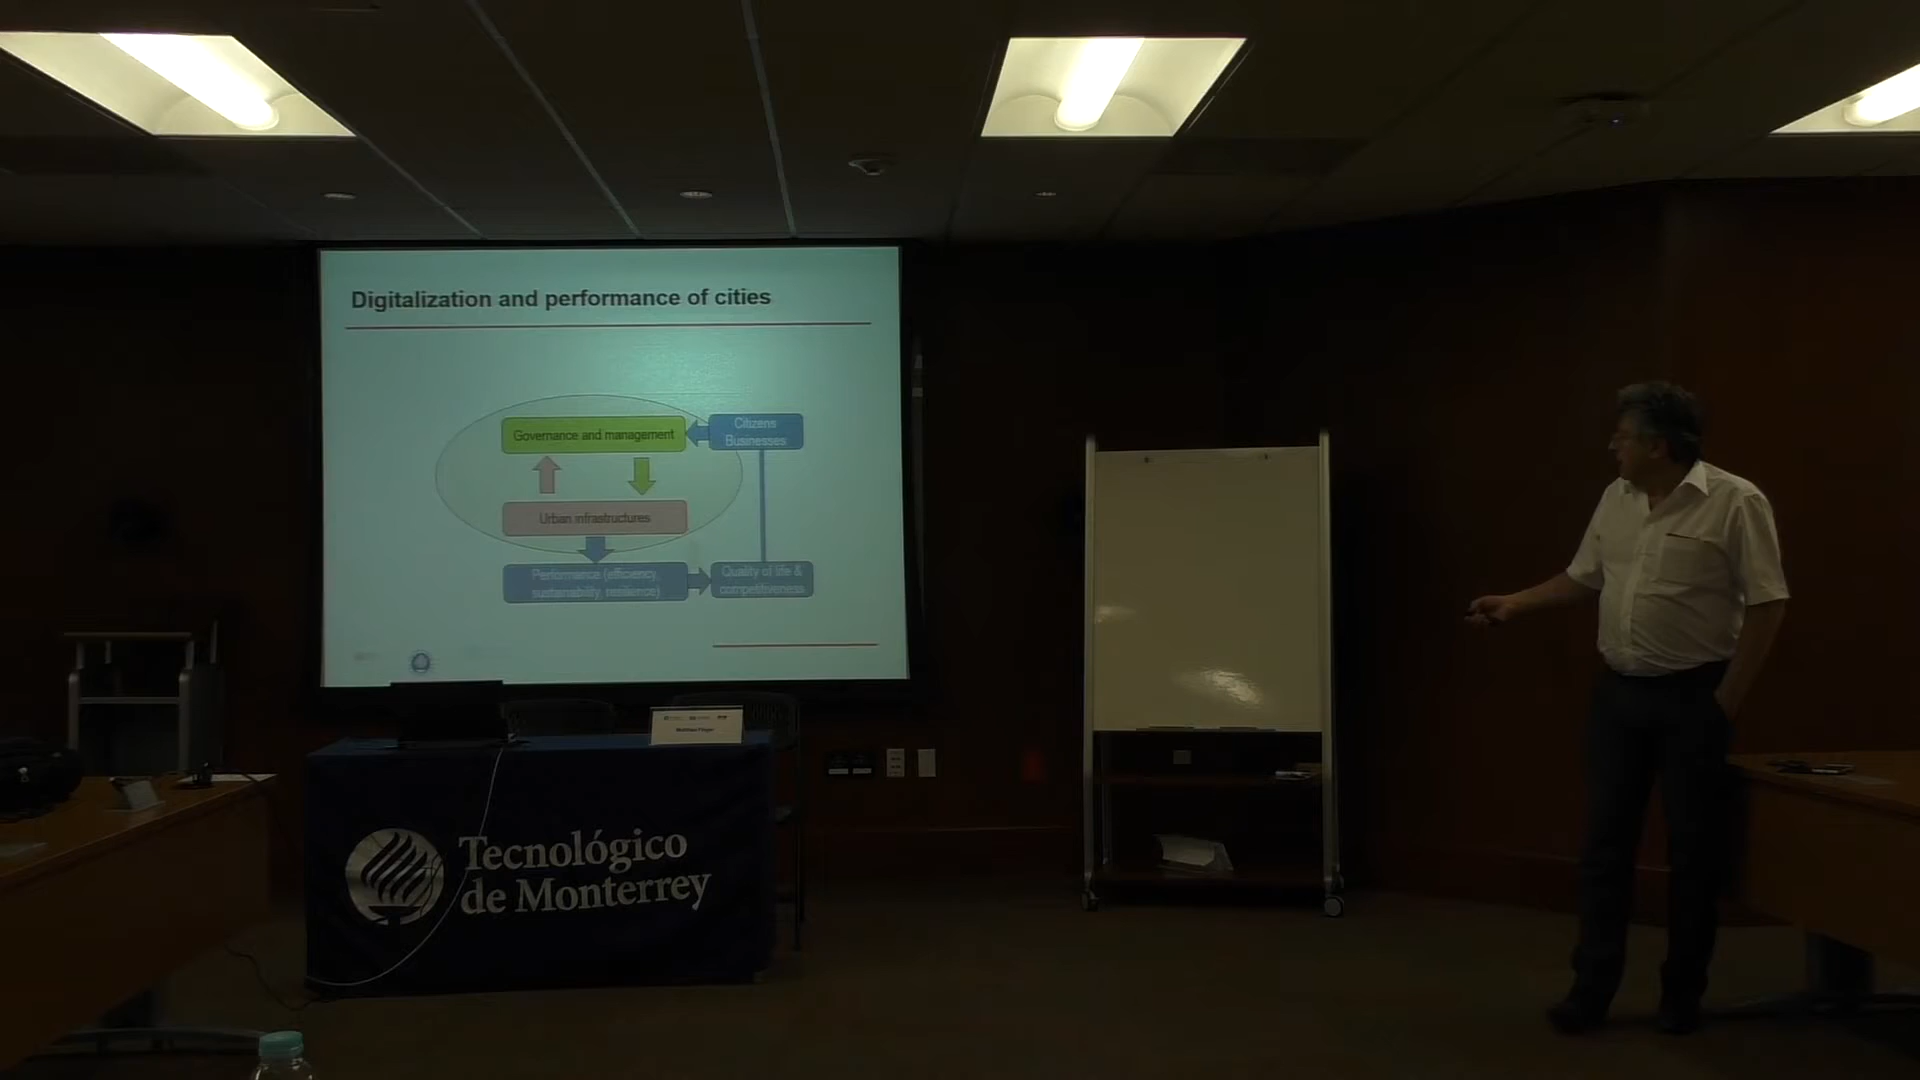 Digitalization and performance of cities
Governance and management
Citizens
Businesses
Urban infrastructures
Performance (efficiency,
sustainability, resilience)
Quality of life &
competitiveness
Tecnológico
de Monterrey